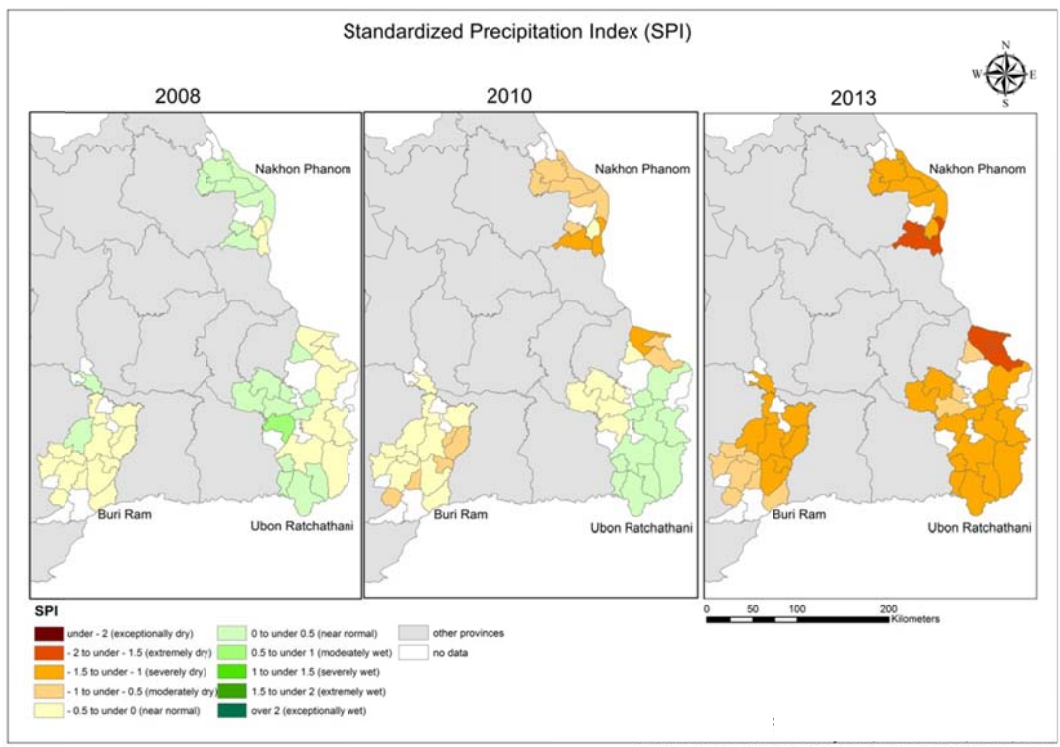 Standardized Precipitation Index (SPI)
N
W E
S
2008
2010
2013
Nakhon Phanom
Nakhon Phanom
Nakhon Phanom
Buri Ram
Ubon Ratchathani
Buri Ram
Ubon Ratchathani
Buri Ram
Ubon Ratchathani
0 50 100 200
Kilometers
SPI
under - 2 (exceptionally dry)
- 2 to under - 1.5 (extremely dry)
- 1.5 to under - 1 (severely dry)
- 1 to under - 0.5 (moderately dry)
- 0.5 to under 0 (near normal)
0 to under 0.5 (near normal)
0.5 to under 1 (modeately wet)
1 to under 1.5 (severely wet)
1.5 to under 2 (extremely wet)
over 2 (exceptionally wet)
other provinces
no data